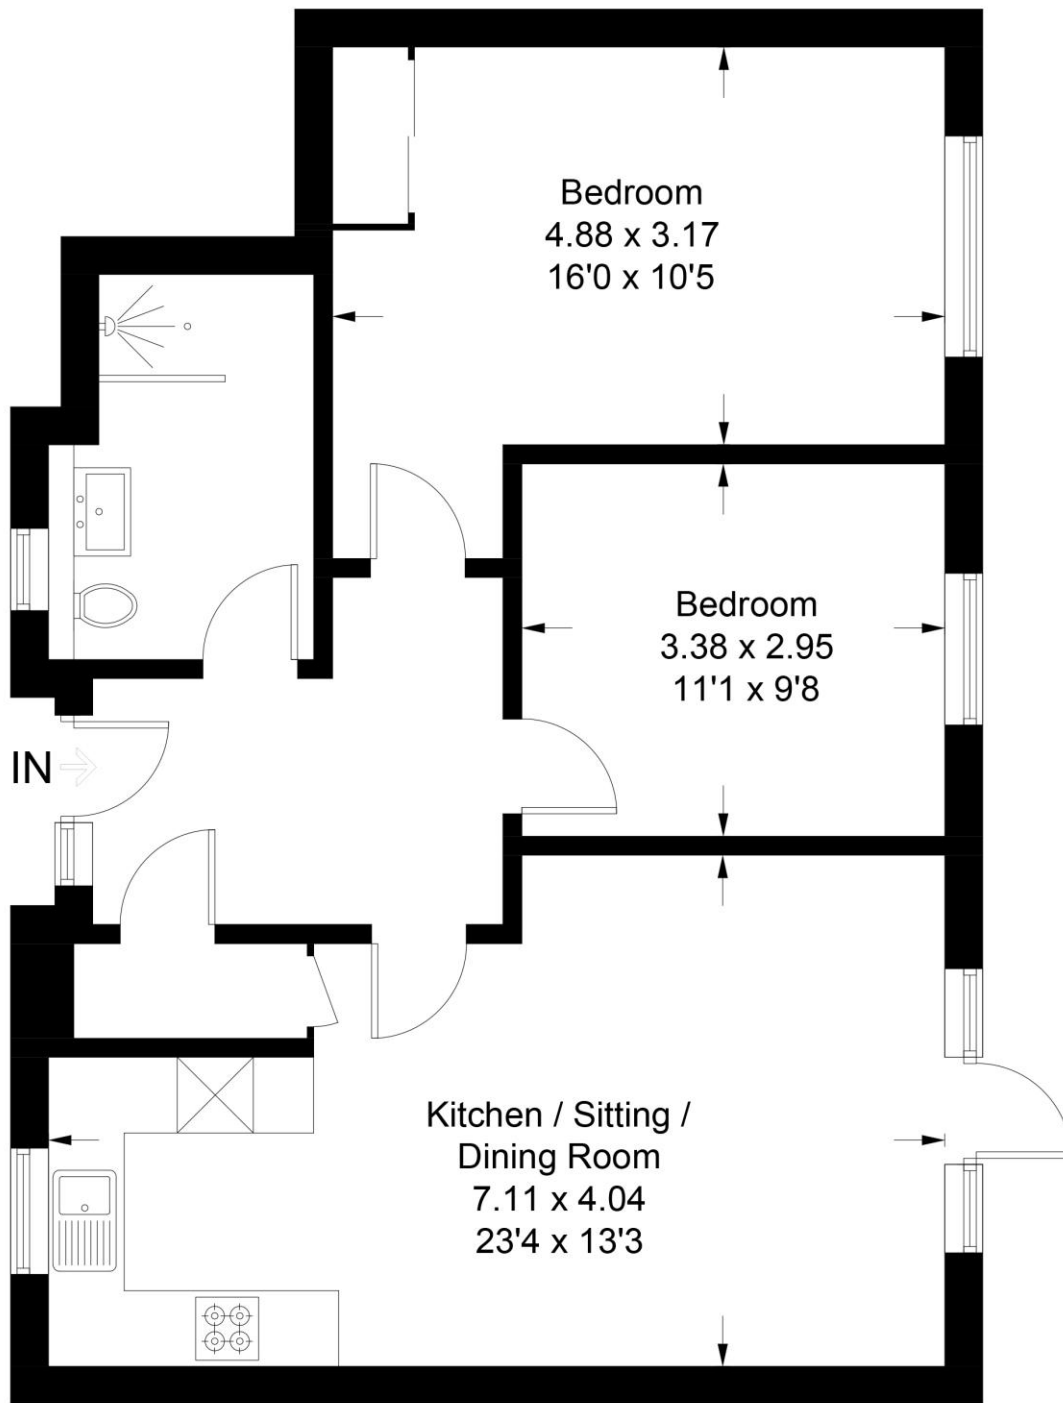 Bedroom
4.88 x 3.17
16'0 x 10'5
Bedroom
3.38 x 2.95
11'1 x 9'8
IN
Kitchen / Sitting /
Dining Room
7.11 x 4.04
23'4 x 13'3